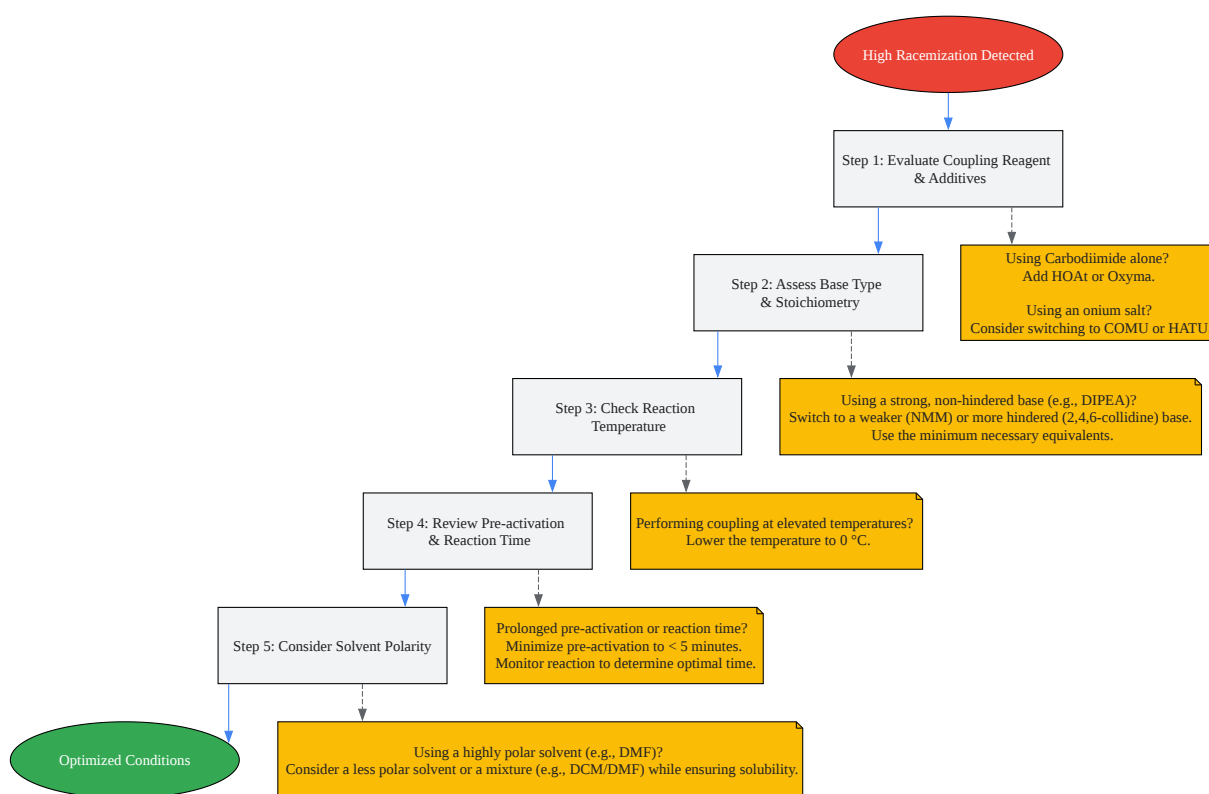 High Racemization Detected
Step 1: Evaluate Coupling Reagent
& Additives
Using Carbodiimide alone?
Add HOAt or Oxyma.
Using an onium salt?
Consider switching to COMU or HATU
Step 2: Assess Base Type
& Stoichiometry
Using a strong, non-hindered base (e.g., DIPEA)?
Switch to a weaker (NMM) or more hindered (2,4,6-collidine) base.
Use the minimum necessary equivalents.
Step 3: Check Reaction
Temperature
Performing coupling at elevated temperatures?
Lower the temperature to 0 °C.
Step 4: Review Pre-activation
& Reaction Time
Prolonged pre-activation or reaction time?
Minimize pre-activation to < 5 minutes.
Monitor reaction to determine optimal time.
Step 5: Consider Solvent Polarity
Using a highly polar solvent (e.g., DMF)?
Consider a less polar solvent or a mixture (e.g., DCM/DMF) while ensuring solubility.
Optimized Conditions